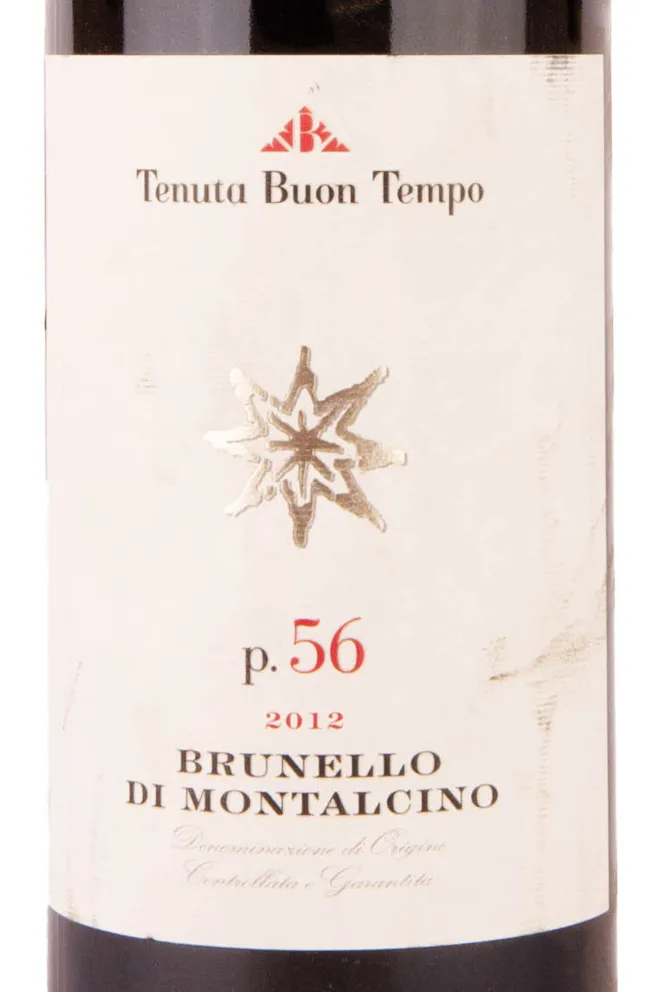 B
Tenuta Buon Tempo
p. 56
2012
BRUNELLO
DI MONTALCINO
Denominazione di Origine
Controllata e Garantita